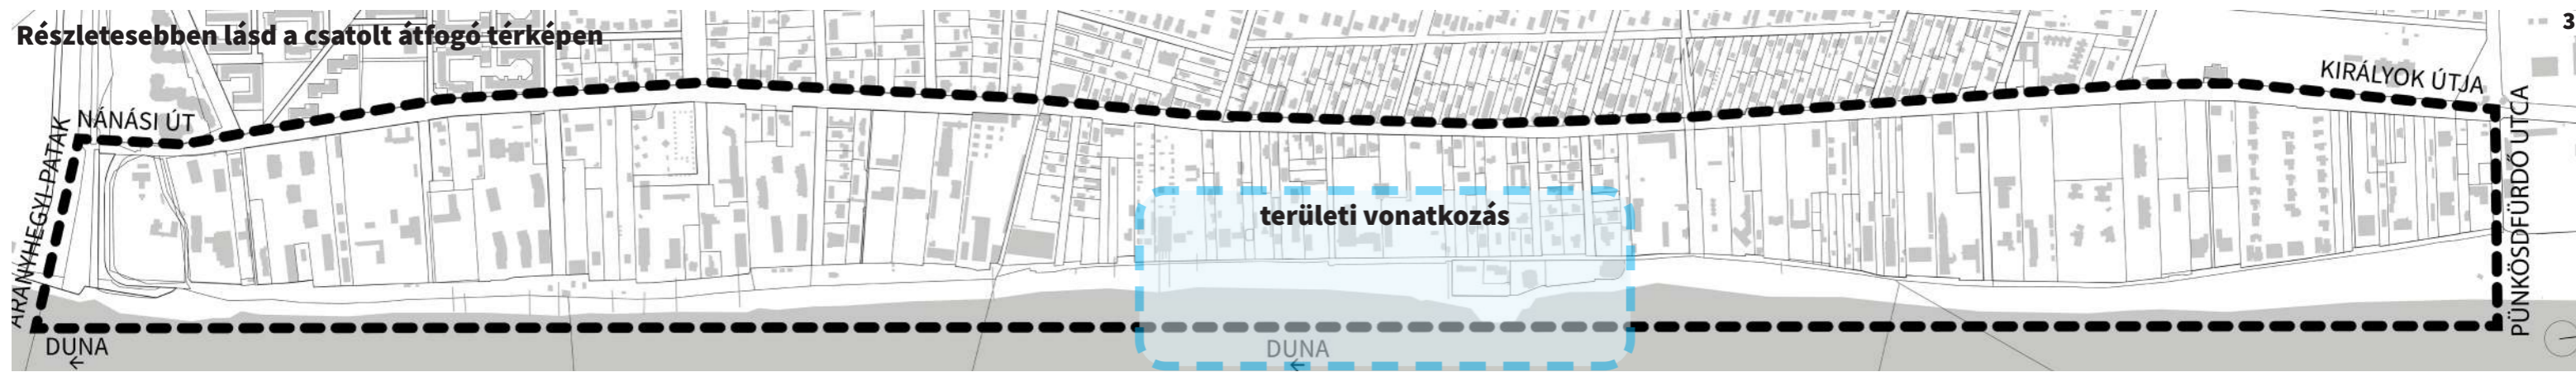 Részletesebben lásd a csatolt átfogó térképen
3
KIRÁLYOK ÚTJA
NÁNÁSI ÚT
ARANYHEGYI-PATAK
PÜNKÖSDFÜRDŐ UTCA
területi vonatkozás
DUNA
←
DUNA
←